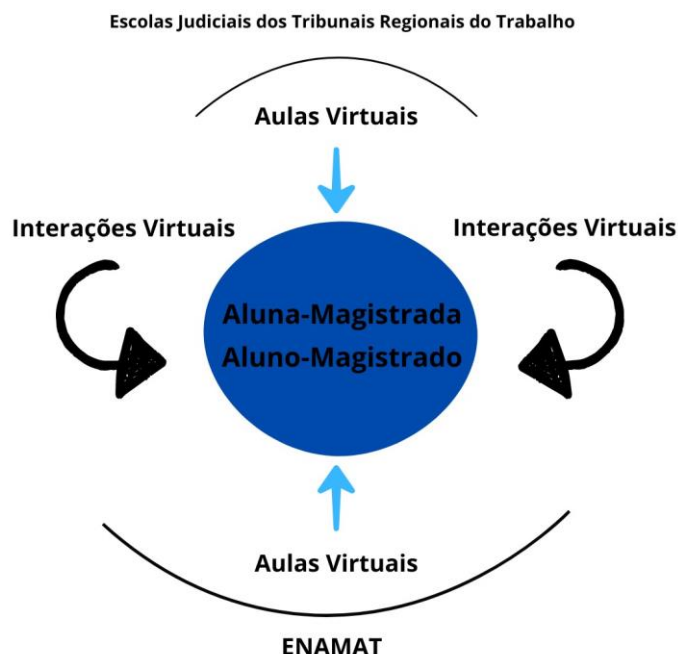 Escolas Judiciais dos Tribunais Regionais do Trabalho
Aulas Virtuais
Interações Virtuais
Interações Virtuais
Aluna-Magistrada
Aluno-Magistrado
Aulas Virtuais
ENAMAT